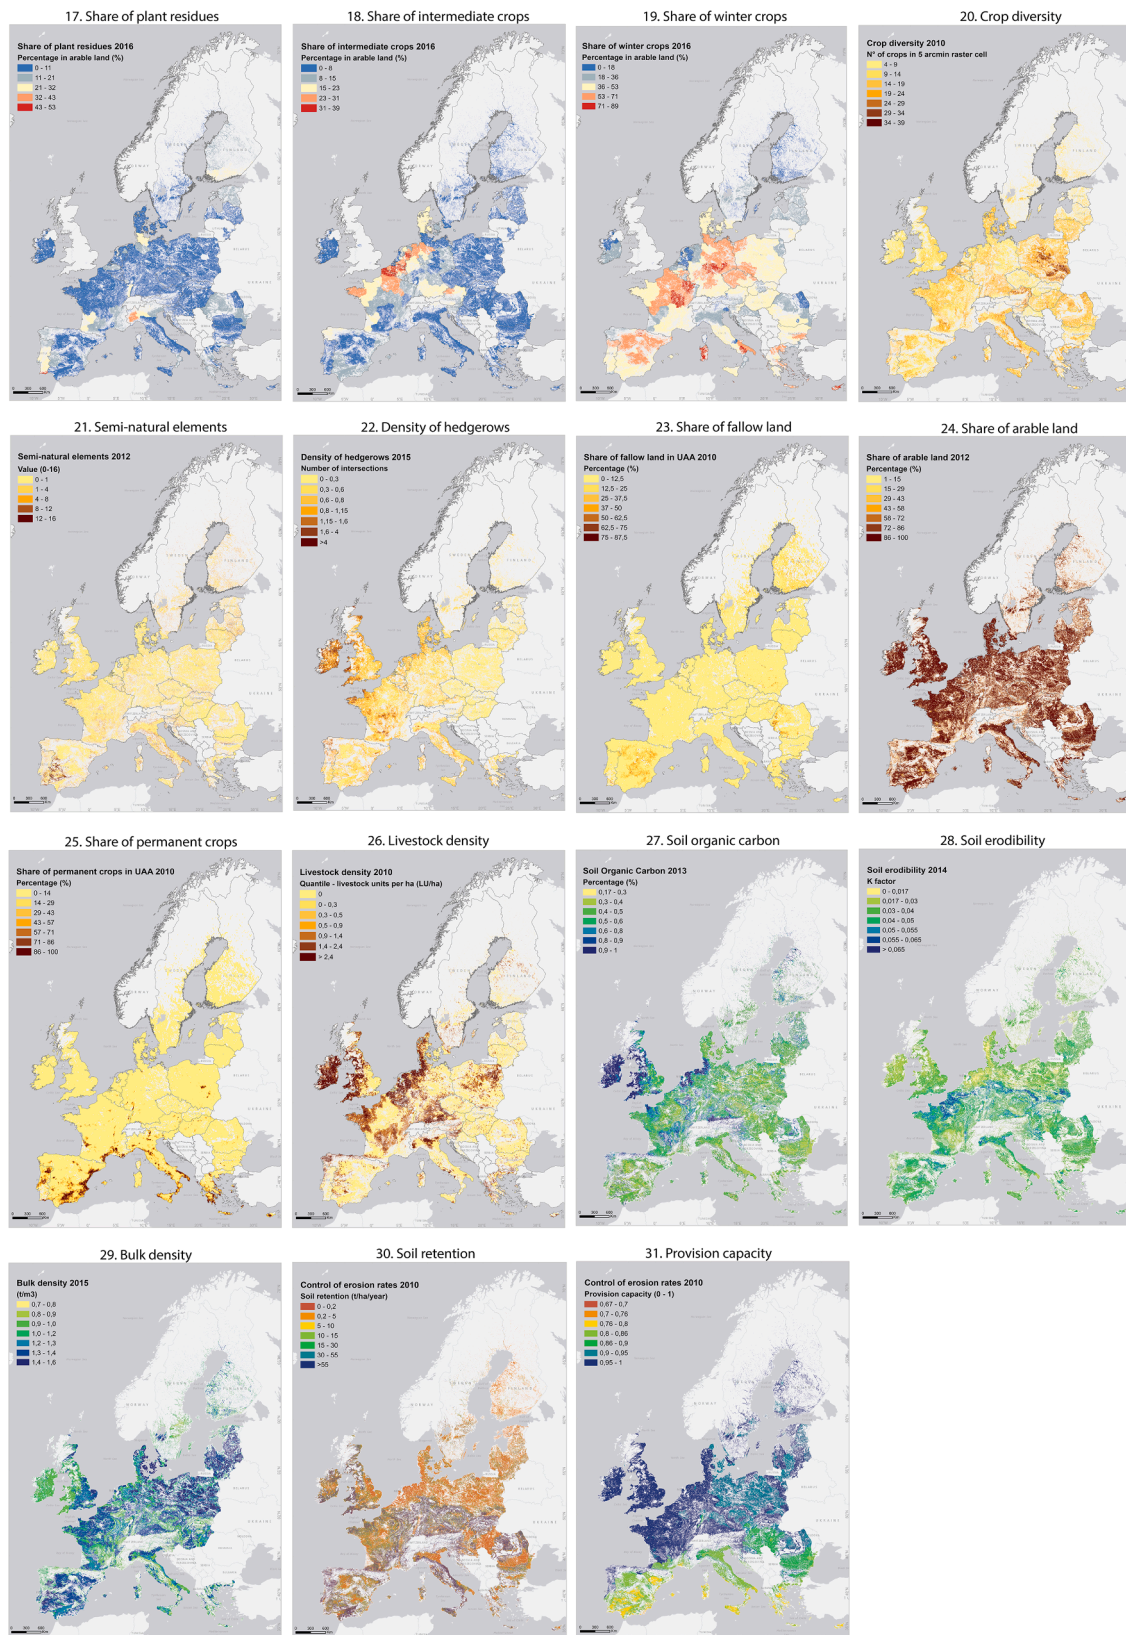 17. Share of plant residues
Share of plant residues 2016
Percentage in arable land (%)
0 - 11
11 - 21
21 - 32
32 - 43
43 - 53
18. Share of intermediate crops
Share of intermediate crops 2016
Percentage in arable land (%)
0 - 8
8 - 15
15 - 23
23 - 31
31 - 39
19. Share of winter crops
Share of winter crops 2016
Percentage in arable land (%)
0 - 18
18 - 36
36 - 53
53 - 71
71 - 89
20. Crop diversity
Crop diversity 2010
N° of crops in 5 arcmin raster cell
4 - 9
9 - 14
14 - 19
19 - 24
24 - 29
29 - 34
34 - 39
21. Semi-natural elements
Semi-natural elements 2012
Value (0-16)
0 - 1
1 - 4
4 - 8
8 - 12
12 - 16
22. Density of hedgerows
Density of hedgerows 2015
Number of intersections
0 - 0,3
0,3 - 0,6
0,6 - 0,8
0,8 - 1,15
1,15 - 1,6
1,6 - 4
>4
23. Share of fallow land
Share of fallow land in UAA 2010
Percentage (%)
0 - 12,5
12,5 - 25
25 - 37,5
37 - 50
50 - 62,5
62,5 - 75
75 - 87,5
24. Share of arable land
Share of arable land 2012
Percentage (%)
1 - 15
15 - 29
29 - 43
43 - 58
58 - 72
72 - 86
86 - 100
25. Share of permanent crops
Share of permanent crops in UAA 2010
Percentage (%)
0 - 14
14 - 29
29 - 43
43 - 57
57 - 71
71 - 86
86 - 100
26. Livestock density
Livestock density 2010
Quantile - livestock units per ha (LU/ha)
0
0 - 0,3
0,3 - 0,5
0,5 - 0,9
0,9 - 1,4
1,4 - 2,4
> 2,4
27. Soil organic carbon
Soil Organic Carbon 2013
Percentage (%)
0,17 - 0,3
0,3 - 0,4
0,4 - 0,5
0,5 - 0,6
0,6 - 0,8
0,8 - 0,9
0,9 - 1
28. Soil erodibility
Soil erodibility 2014
K factor
0 - 0,017
0,017 - 0,03
0,03 - 0,04
0,04 - 0,05
0,05 - 0,055
0,055 - 0,065
> 0,065
29. Bulk density
Bulk density 2015
(t/m3)
0,7 - 0,8
0,8 - 0,9
0,9 - 1,0
1,0 - 1,2
1,2 - 1,3
1,3 - 1,4
1,4 - 1,6
30. Soil retention
Control of erosion rates 2010
Soil retention (t/ha/year)
0 - 0,2
0,2 - 5
5 - 10
10 - 15
15 - 30
30 - 55
>55
31. Provision capacity
Control of erosion rates 2010
Provision capacity (0 - 1)
0,67 - 0,7
0,7 - 0,76
0,76 - 0,8
0,8 - 0,86
0,86 - 0,9
0,9 - 0,95
0,95 - 1